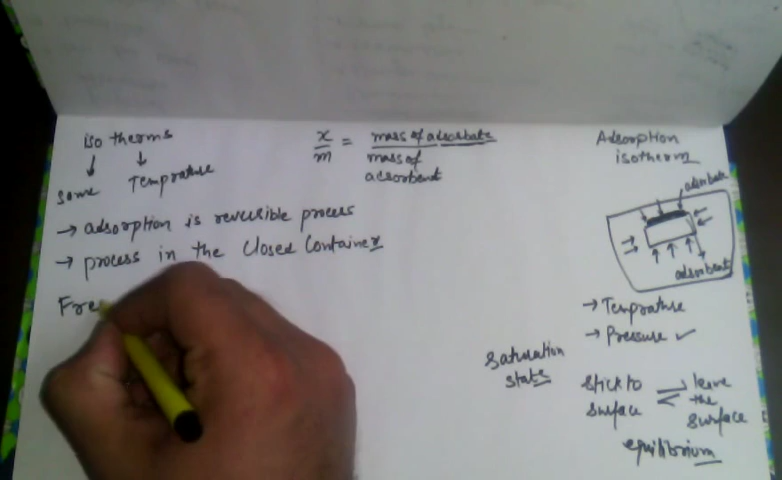 iso therms
same Temprature
x/m = mass of adsorbate / mass of adsorbent
→ adsorption is reversible process
→ process in the closed container
Fre
Adsorption
isotherm
adsorbate
adsorbent
→ Temprature
→ Pressure ✓
Saturation
state
stick to surface ⇌ leave the surface
equilibrium